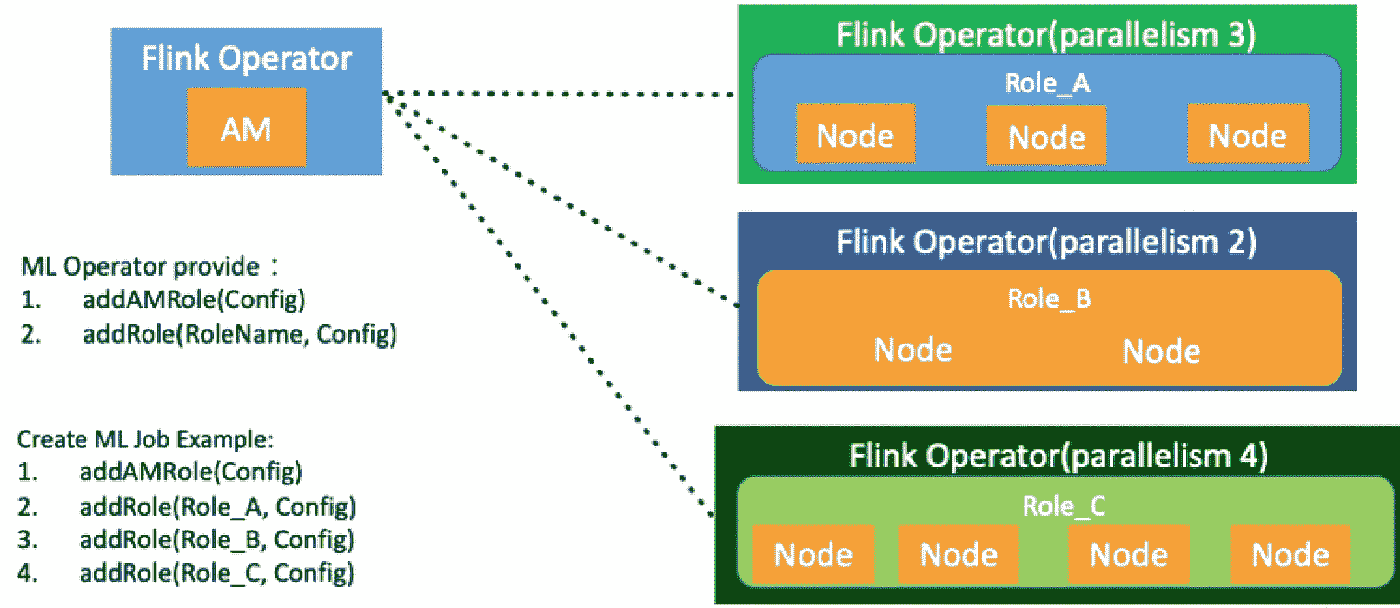 Flink Operator
AM
Flink Operator(parallelism 3)
Role_A
Node Node Node
Flink Operator(parallelism 2)
Role_B
Node Node
Flink Operator(parallelism 4)
Role_C
Node Node Node Node
ML Operator provide：
1. addAMRole(Config)
2. addRole(RoleName, Config)
Create ML Job Example:
1. addAMRole(Config)
2. addRole(Role_A, Config)
3. addRole(Role_B, Config)
4. addRole(Role_C, Config)